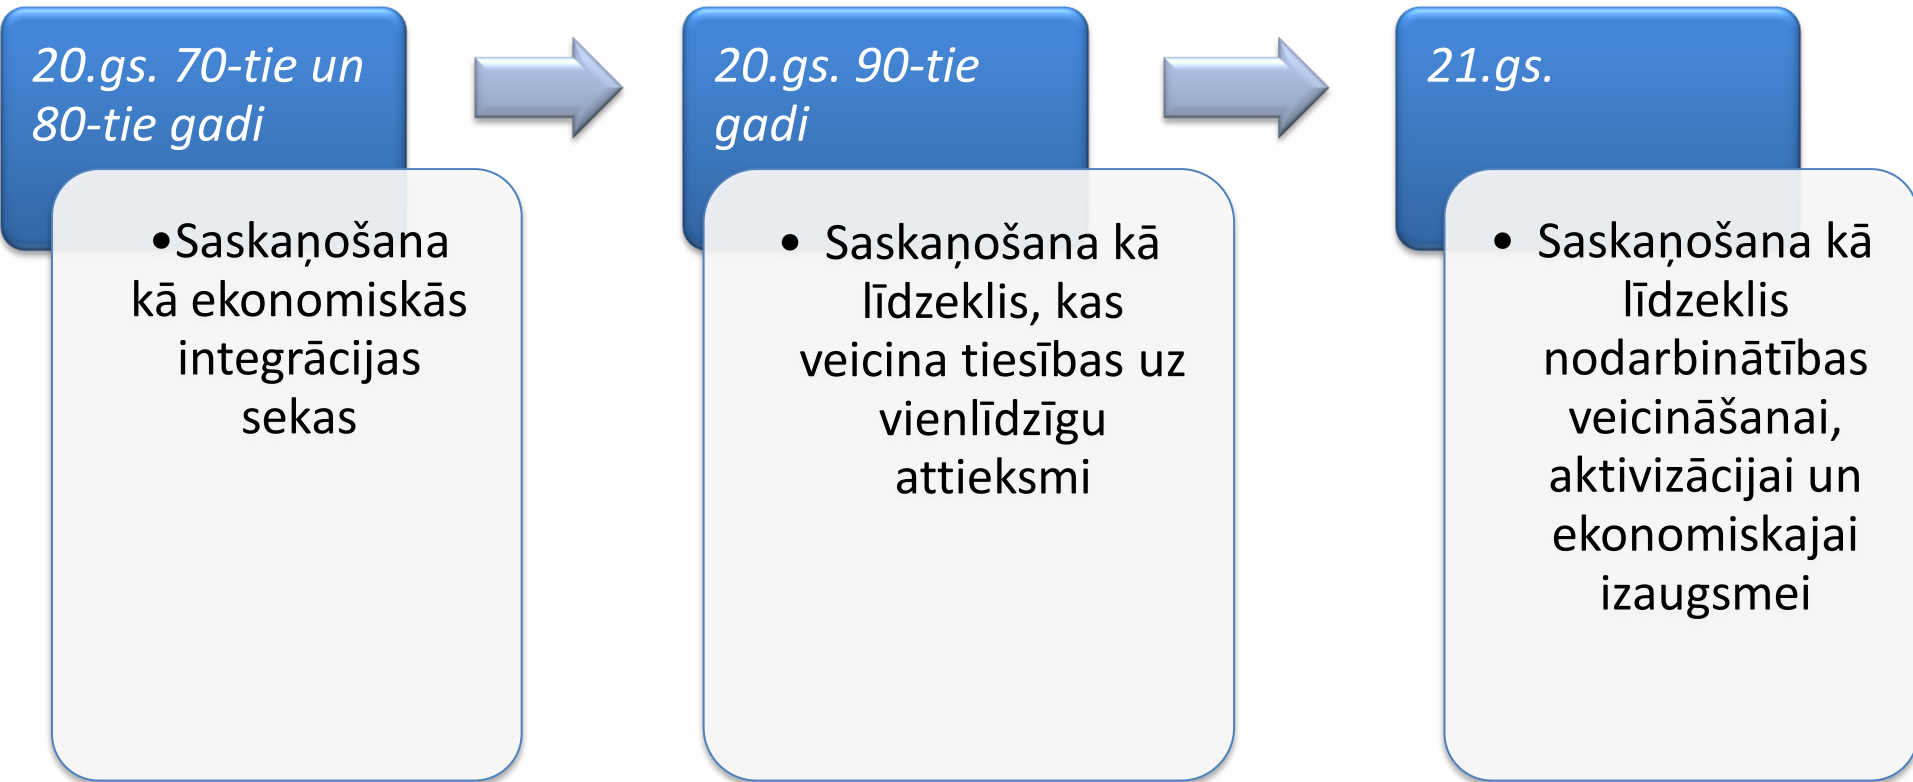 20.gs. 70-tie un
80-tie gadi
•Saskaņošana
kā ekonomiskās
integrācijas
sekas
20.gs. 90-tie
gadi
• Saskaņošana kā
līdzeklis, kas
veicina tiesības uz
vienlīdzīgu
attieksmi
21.gs.
• Saskaņošana kā
līdzeklis
nodarbinātības
veicināšanai,
aktivizācijai un
ekonomiskajai
izaugsmei